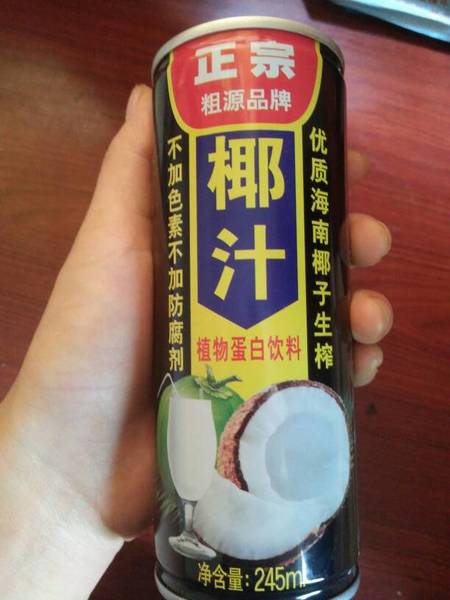 正宗
粗源品牌
椰汁
植物蛋白饮料
优质海南椰子生榨
不加色素不加防腐剂
净含量：245ml